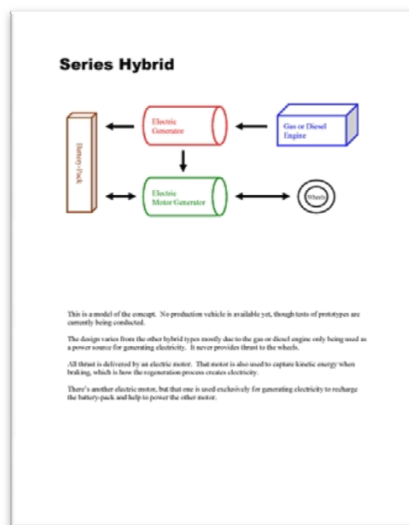 Series Hybrid
Electric
Generator
Gas or Diesel
Engine
Battery-Pack
Electric
Motor/Generator
Wheels
This is a model of the concept. No production vehicle is available yet, though tests of prototypes are
currently being conducted.
The design varies from the other hybrid types mostly due to the gas or diesel engine only being used as
a power source for generating electricity. It never provides thrust to the wheels.
All thrust is delivered by an electric motor. That motor is also used to capture kinetic energy when
braking, which is how the regeneration process creates electricity.
There's another electric motor, but that one is used exclusively for generating electricity to recharge
the battery-pack and help to power the other motor.